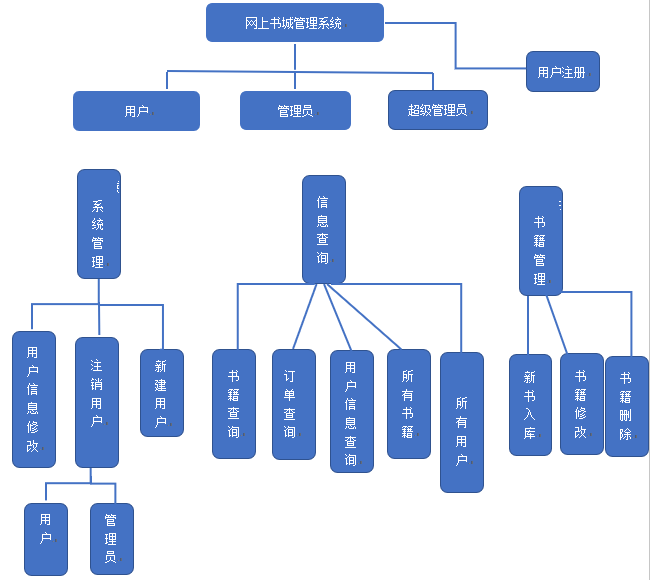 网上书城管理系统
用户注册
用户
管理员
超级管理员
系统管理
信息查询
书籍管理
用户信息修改
注销用户
新建用户
书籍查询
订单查询
用户信息查询
所有书籍
所有用户
新书入库
书籍修改
书籍删除
用户
管理员